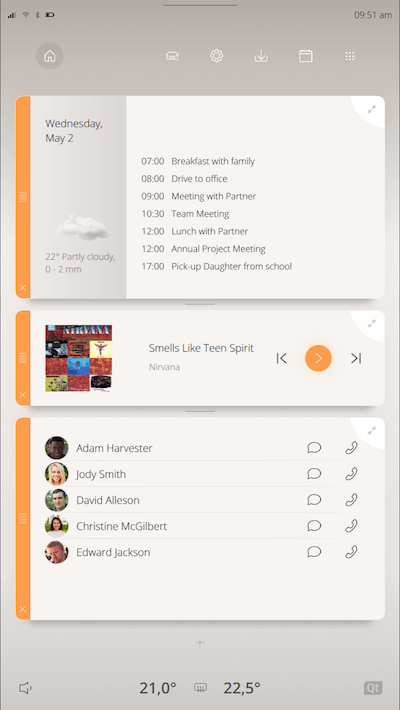 09:51 am
Wednesday,
May 2
22° Partly cloudy,
0 - 2 mm
07:00 Breakfast with family
08:00 Drive to office
09:00 Meeting with Partner
10:30 Team Meeting
12:00 Lunch with Partner
12:00 Annual Project Meeting
17:00 Pick-up Daughter from school
NIRVANA
Smells Like Teen Spirit
Nirvana
Adam Harvester
Jody Smith
David Alleson
Christine McGilbert
Edward Jackson
21,0° 22,5°
Qt